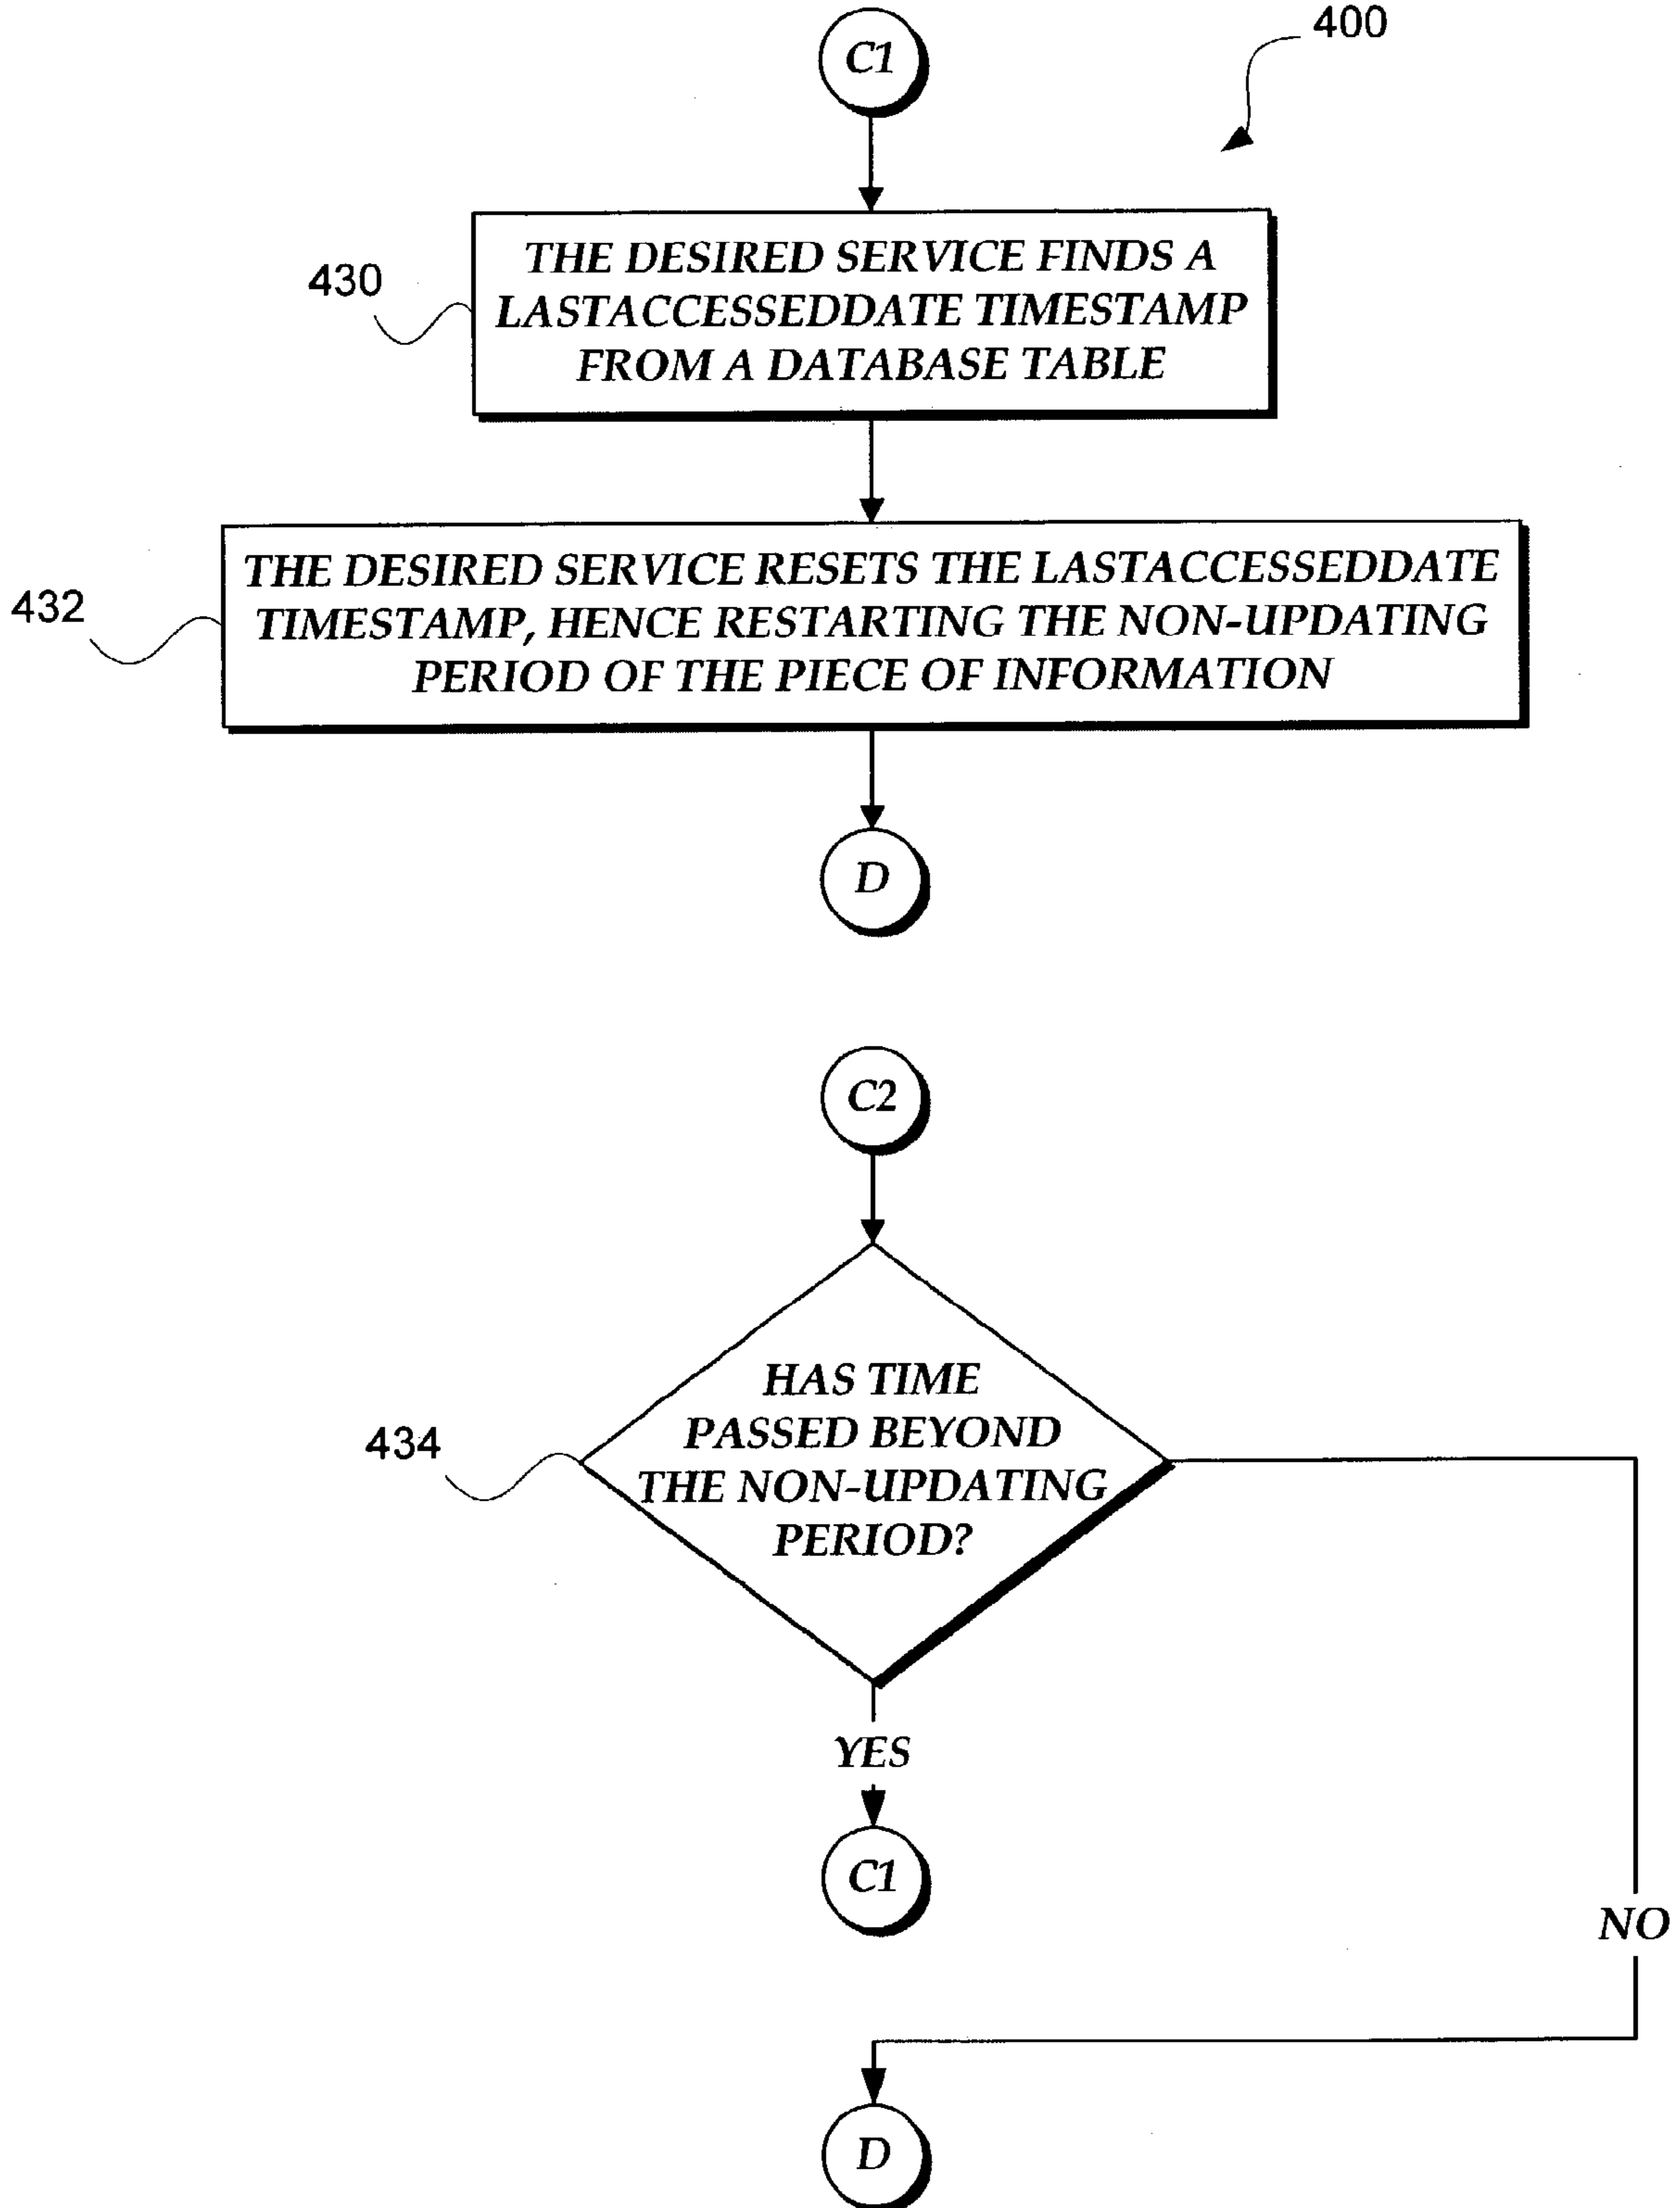 C1
400
430
THE DESIRED SERVICE FINDS A
LASTACCESSEDDATE TIMESTAMP
FROM A DATABASE TABLE
432
THE DESIRED SERVICE RESETS THE LASTACCESSEDDATE
TIMESTAMP, HENCE RESTARTING THE NON-UPDATING
PERIOD OF THE PIECE OF INFORMATION
D
C2
434
HAS TIME
PASSED BEYOND
THE NON-UPDATING
PERIOD?
YES
C1
NO
D